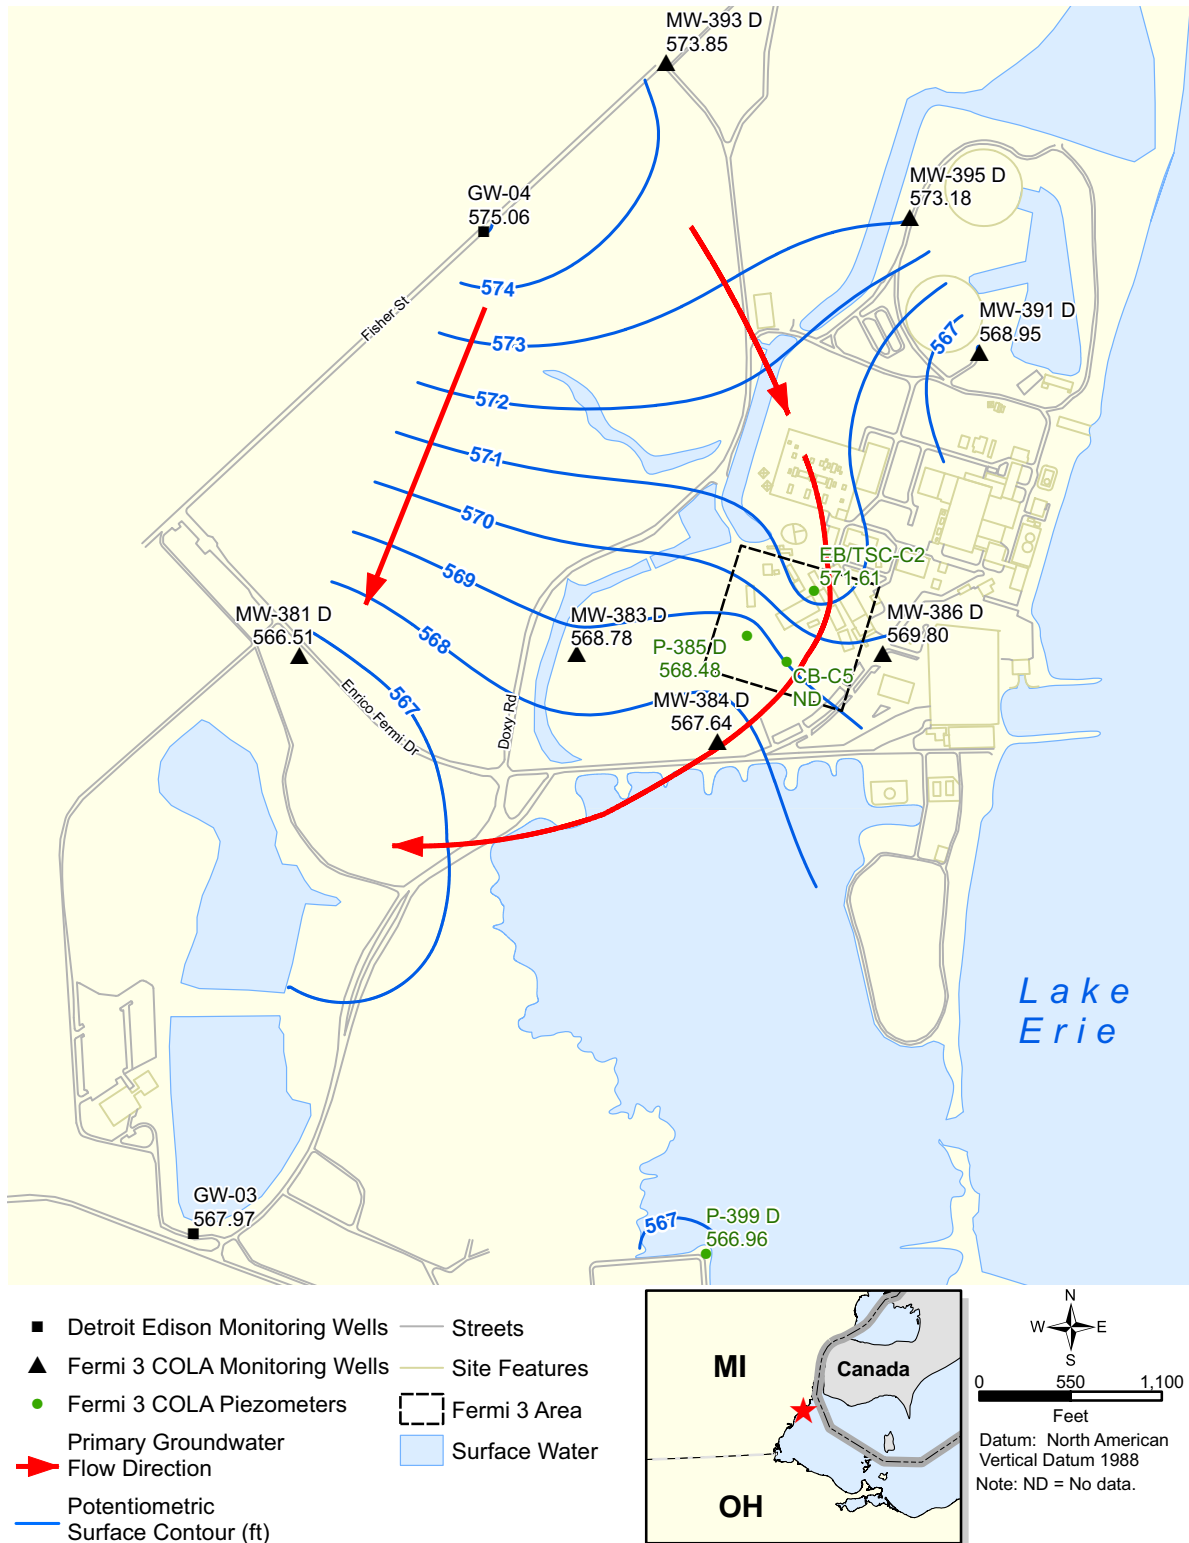 MW-393 D
573.85
MW-395 D
573.18
GW-04
575.06
574
Fisher St
573
MW-391 D
568.95
567
572
571
570
EB/TSC-C2
571.61
569
MW-381 D
566.51
MW-383 D
568.78
MW-386 D
569.80
568
P-385 D
568.48
CB-C5
ND
567
Enrico Fermi Dr
Doxy Rd
MW-384 D
567.64
Lake
Erie
GW-03
567.97
567
P-399 D
566.96
Detroit Edison Monitoring Wells
Fermi 3 COLA Monitoring Wells
Fermi 3 COLA Piezometers
Primary Groundwater
Flow Direction
Potentiometric
Surface Contour (ft)
Streets
Site Features
Fermi 3 Area
Surface Water
MI
Canada
OH
N
W E
S
0 550 1,100
Feet
Datum: North American
Vertical Datum 1988
Note: ND = No data.